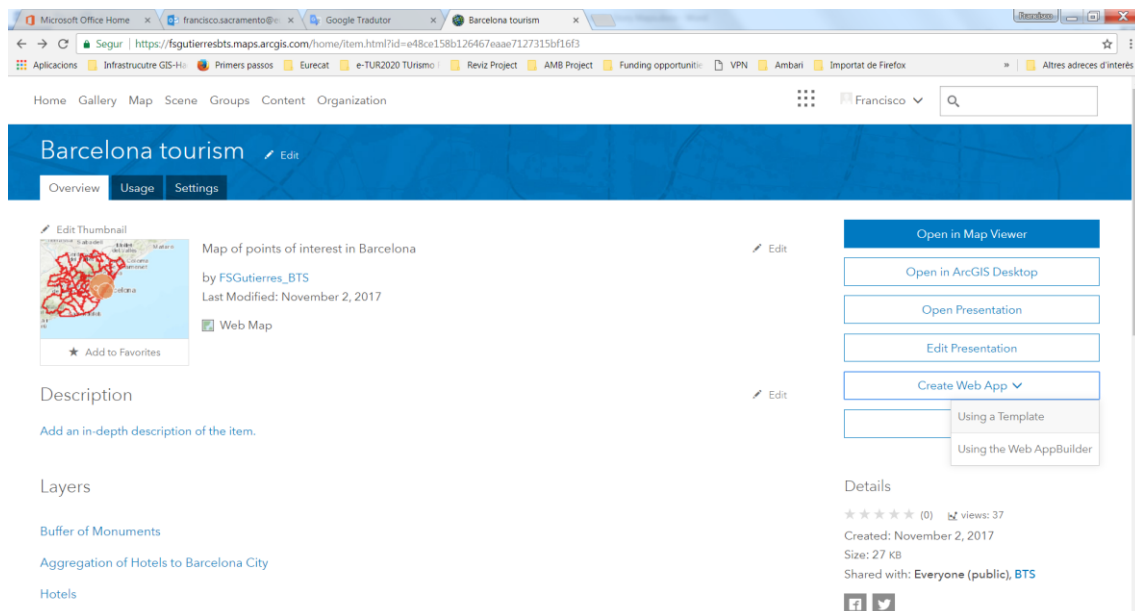 Microsoft Office Home
francisco.sacramento@e
Google Tradutor
Barcelona tourism
Francisco
Segur | https://fsgutierresbts.maps.arcgis.com/home/item.html?id=e48ce158b126467eaae7127315bf16f3
Aplicacions Infrastrucutre GIS-Ha Primers passos Eurecat e-TUR2020 TUrismo Reviz Project AMB Project Funding opportunitie VPN Ambari Importat de Firefox » Altres adreces d'interès
Home Gallery Map Scene Groups Content Organization
Francisco
Barcelona tourism Edit
Overview Usage Settings
Edit Thumbnail
Map of points of interest in Barcelona
Edit
by FSGutierres_BTS
Last Modified: November 2, 2017
Web Map
Add to Favorites
Description
Edit
Add an in-depth description of the item.
Layers
Buffer of Monuments
Aggregation of Hotels to Barcelona City
Hotels
Open in Map Viewer
Open in ArcGIS Desktop
Open Presentation
Edit Presentation
Create Web App
Using a Template
Using the Web AppBuilder
Details
(0) views: 37
Created: November 2, 2017
Size: 27 KB
Shared with: Everyone (public), BTS